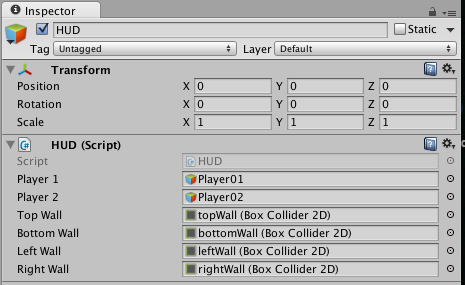 Inspector
HUD Static
Tag Untagged Layer Default
Transform
Position X 0 Y 0 Z 0
Rotation X 0 Y 0 Z 0
Scale X 1 Y 1 Z 1
C# HUD (Script)
Script HUD
Player 1 Player01
Player 2 Player02
Top Wall topWall (Box Collider 2D)
Bottom Wall bottomWall (Box Collider 2D)
Left Wall leftWall (Box Collider 2D)
Right Wall rightWall (Box Collider 2D)